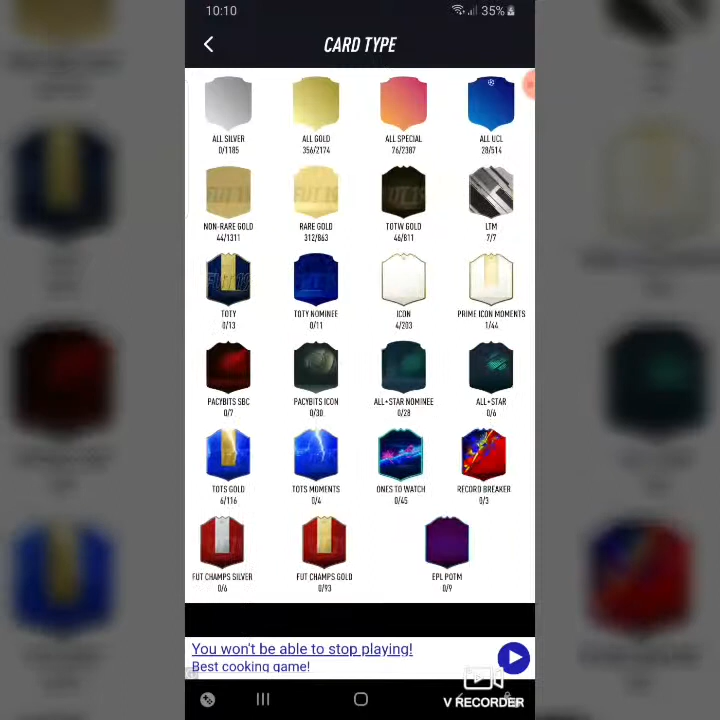 10:10
35%
CARD TYPE
ALL SILVER
0/1185
ALL GOLD
356/2174
ALL SPECIAL
76/2387
ALL UCL
28/514
NON-RARE GOLD
44/1311
RARE GOLD
312/863
TOTW GOLD
46/811
LTM
7/7
TOTY
0/13
TOTY NOMINEE
0/11
ICON
4/203
PRIME ICON MOMENTS
1/44
PACYBITS SBC
0/7
PACYBITS ICON
0/30
ALL+STAR NOMINEE
0/28
ALL+STAR
0/6
TOTS GOLD
6/116
TOTS MOMENTS
0/4
ONES TO WATCH
0/45
RECORD BREAKER
0/3
FUT CHAMPS SILVER
0/6
FUT CHAMPS GOLD
0/93
EPL POTM
0/9
You won't be able to stop playing!
Best cooking game!
V RECORDER